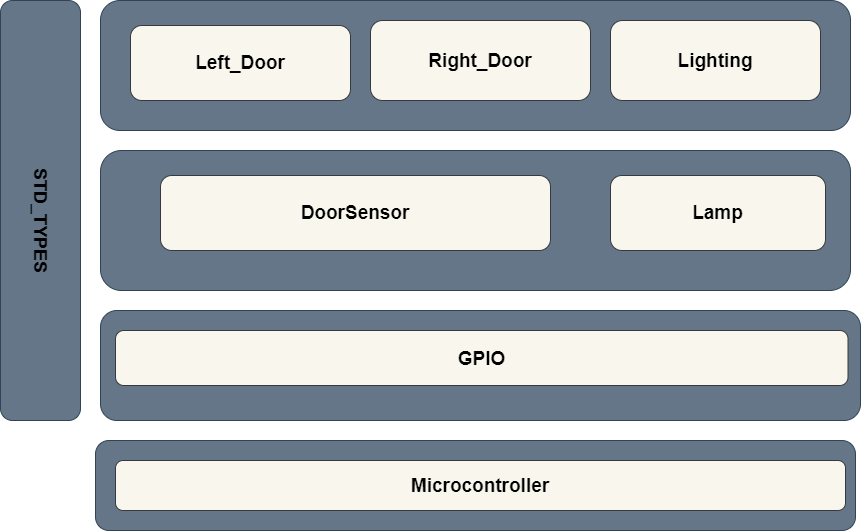 STD_TYPES
Left_Door
Right_Door
Lighting
DoorSensor
Lamp
GPIO
Microcontroller